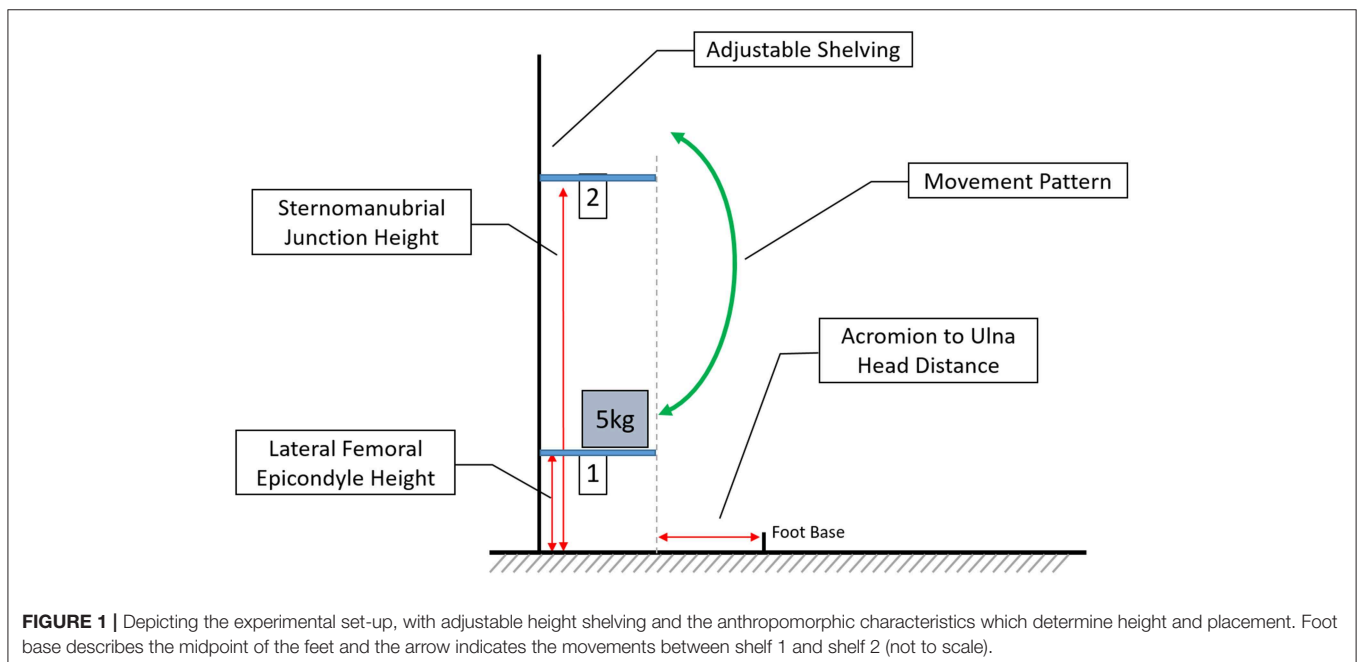 Adjustable Shelving
2
Sternomanubrial
Junction Height
Movement Pattern
Acromion to Ulna
Head Distance
5kg
Lateral Femoral
Epicondyle Height
1
Foot Base
FIGURE 1 | Depicting the experimental set-up, with adjustable height shelving and the anthropomorphic characteristics which determine height and placement. Foot
base describes the midpoint of the feet and the arrow indicates the movements between shelf 1 and shelf 2 (not to scale).